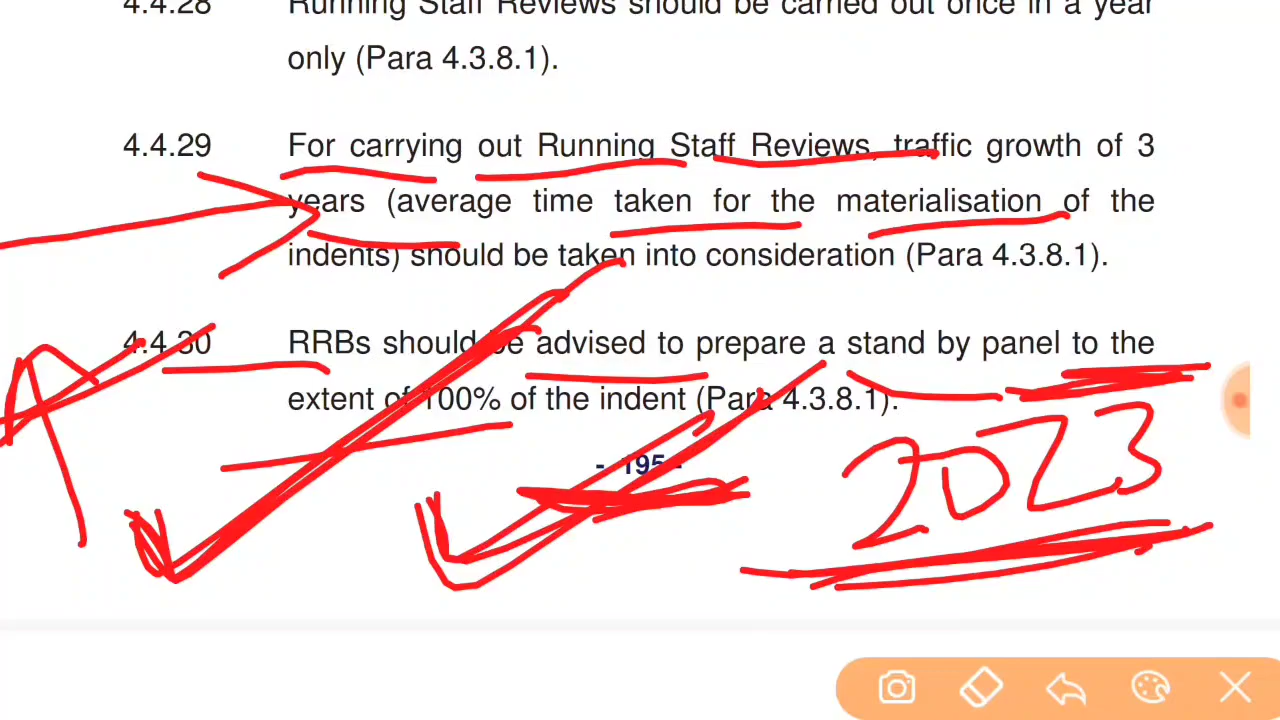 4.4.28 Running Staff Reviews should be carried out once in a year
only (Para 4.3.8.1).
4.4.29 For carrying out Running Staff Reviews, traffic growth of 3
years (average time taken for the materialisation of the
indents) should be taken into consideration (Para 4.3.8.1).
4.4.30 RRBs should be advised to prepare a stand by panel to the
extent of 100% of the indent (Para 4.3.8.1).
- 195 -
2023